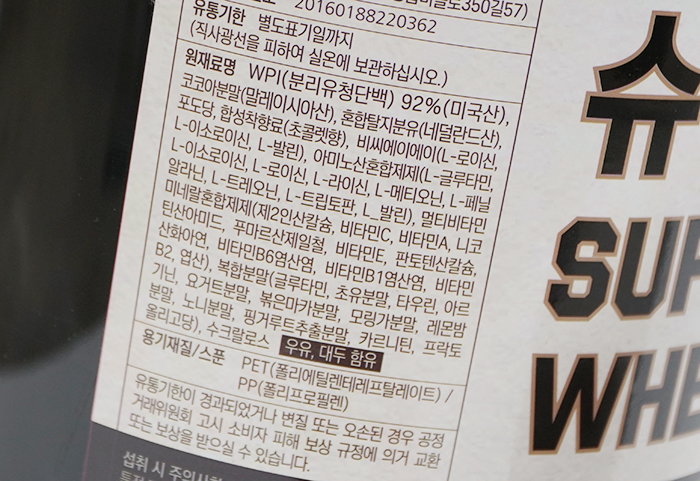 350길57)
20160188220362
유통기한 별도표기일까지
(직사광선을 피하여 실온에 보관하십시오.)
원재료명 WPI(분리유청단백) 92%(미국산),
코코아분말(말레이시아산), 혼합탈지분유(네덜란드산),
포도당, 합성착향료(초콜렛향), 비씨에이에이(L-로이신,
L-이소로이신, L-발린), 아미노산혼합제제(L-글루타민,
L-이소로이신, L-로이신, L-라이신, L-메티오닌, L-페닐
알라닌, L-트레오닌, L-트립토판, L_발린), 멀티비타민
미네랄혼합제제(제2인산칼슘, 비타민C, 비타민A, 니코
틴산아미드, 푸마르산제일철, 비타민E, 판토텐산칼슘,
산화아연, 비타민B6염산염, 비타민B1염산염, 비타민
B2, 엽산), 복합분말(글루타민, 초유분말, 타우린, 아르
기닌, 요거트분말, 볶은마카분말, 모링가분말, 레몬밤
분말, 노니분말, 핑거루트추출분말, 카르니틴, 프락토
올리고당), 수크랄로스 우유, 대두 함유
용기재질/스푼 PET(폴리에틸렌테레프탈레이트) /
PP(폴리프로필렌)
유통기한이 경과되었거나 변질 또는 오손된 경우 공정
거래위원회 고시 소비자 피해 보상 규정에 의거 교환
또는 보상을 받으실 수 있습니다.
섭취 시 주의사항
슈
SUP
WHE